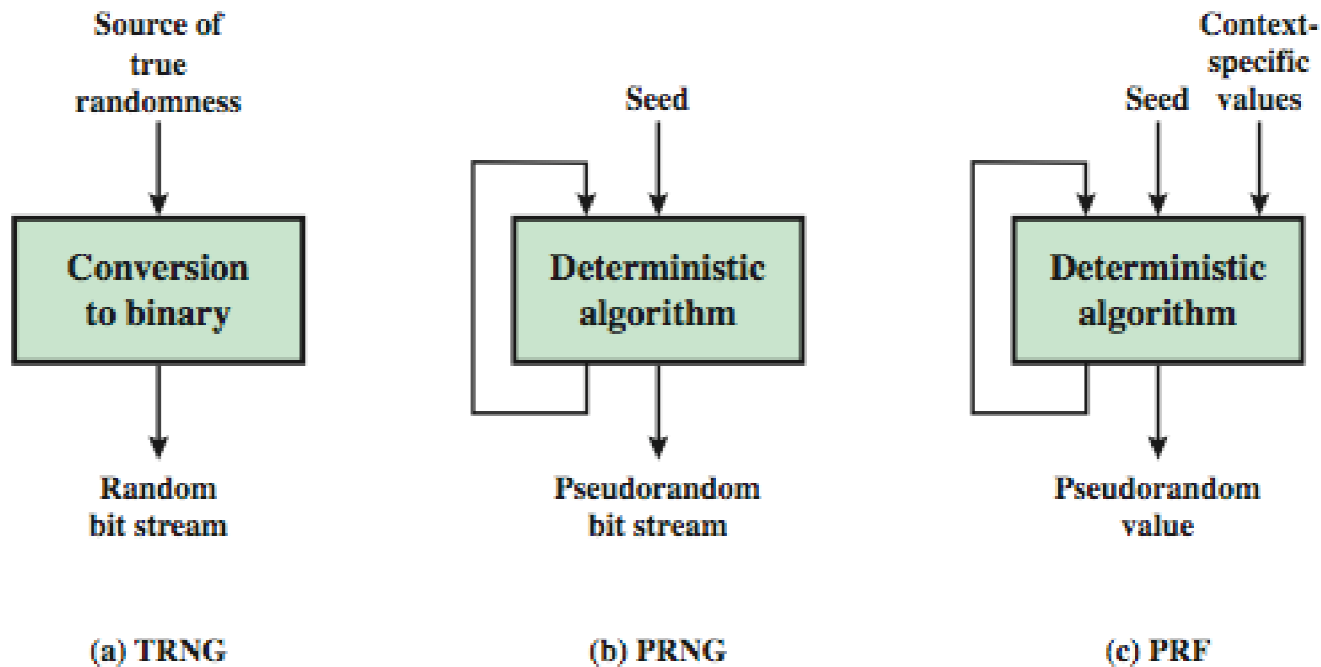 Source of
true
randomness
Conversion
to binary
Random
bit stream
(a) TRNG
Seed
Deterministic
algorithm
Pseudorandom
bit stream
(b) PRNG
Seed
Context-
specific
values
Deterministic
algorithm
Pseudorandom
value
(c) PRF